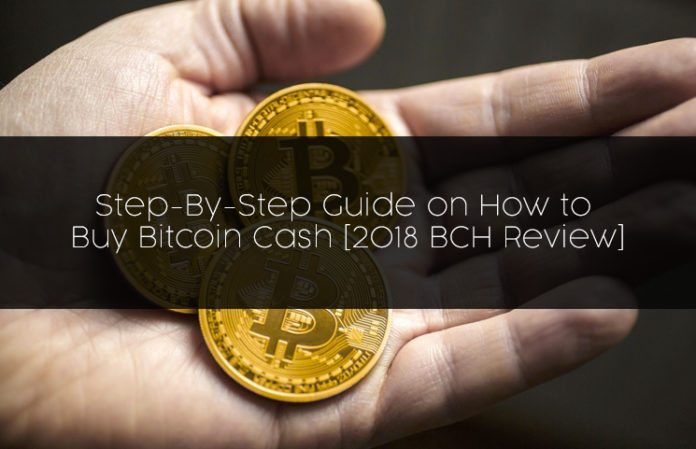 Step-By-Step Guide on How to
Buy Bitcoin Cash [2018 BCH Review]